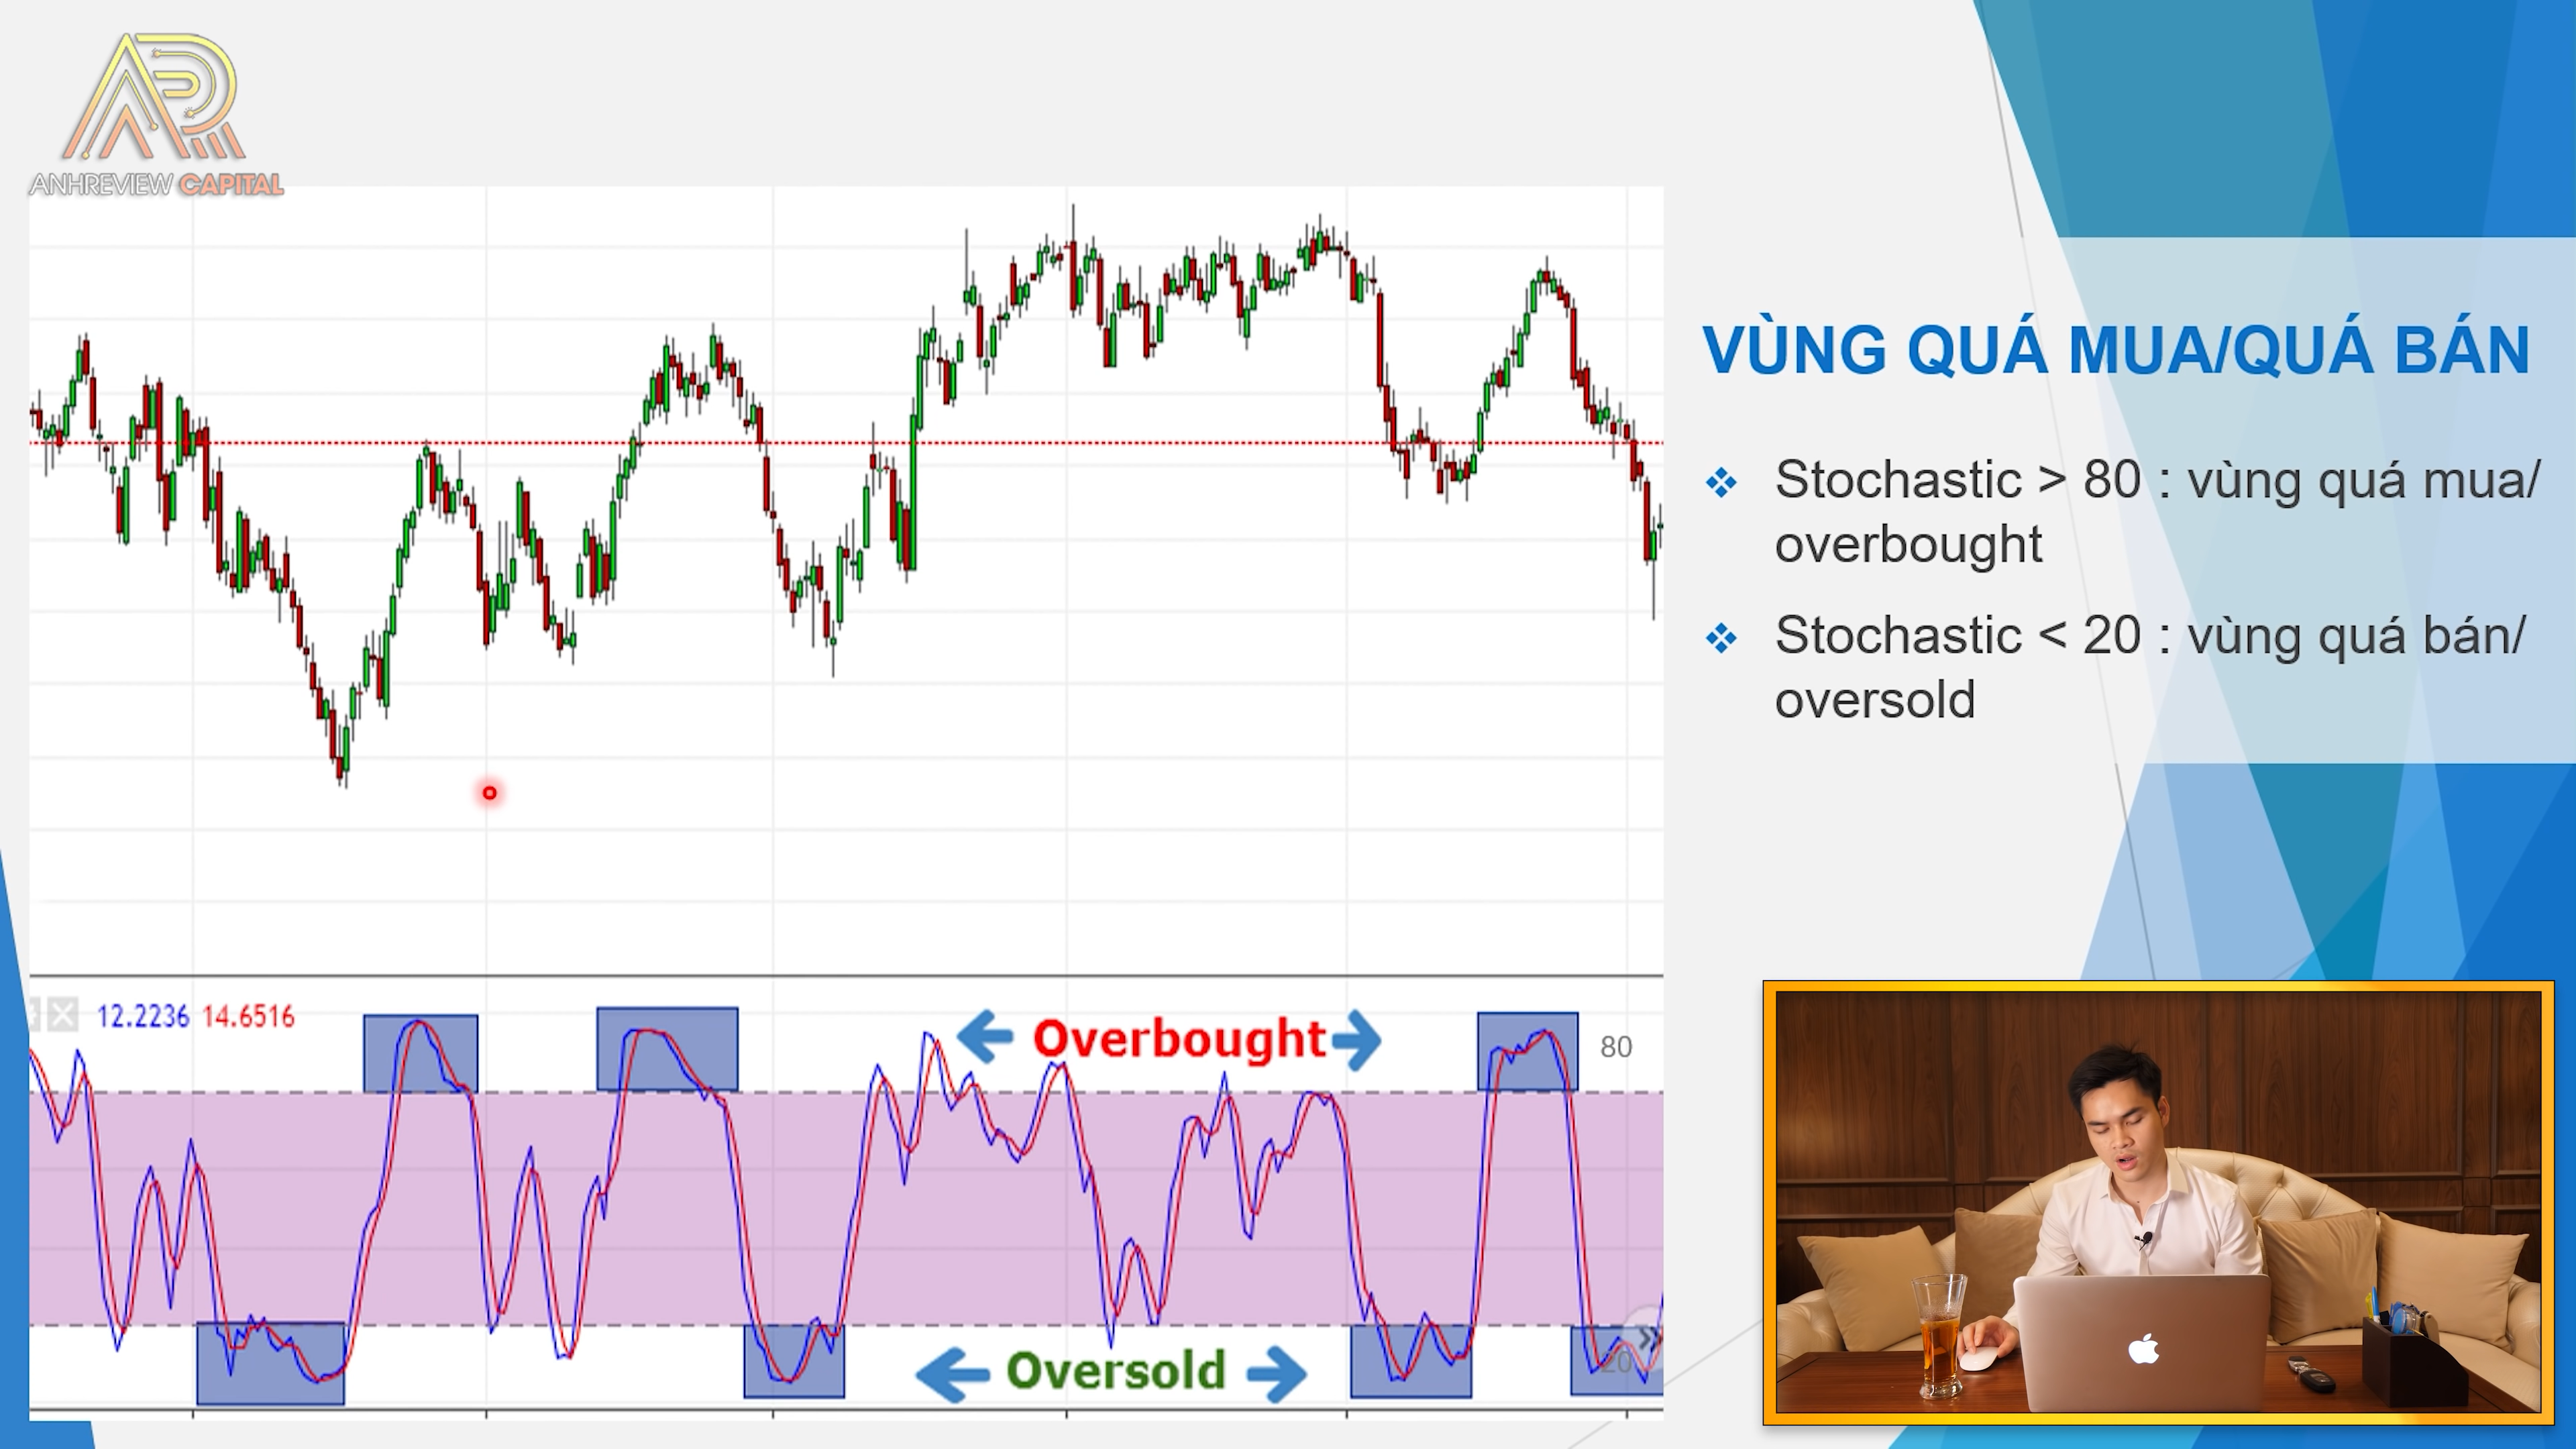 ANHREVIEW CAPITAL
VÙNG QUÁ MUA/QUÁ BÁN
Stochastic > 80 : vùng quá mua/
overbought
Stochastic < 20 : vùng quá bán/
oversold
12.2236 14.6516
Overbought
80
Oversold
20